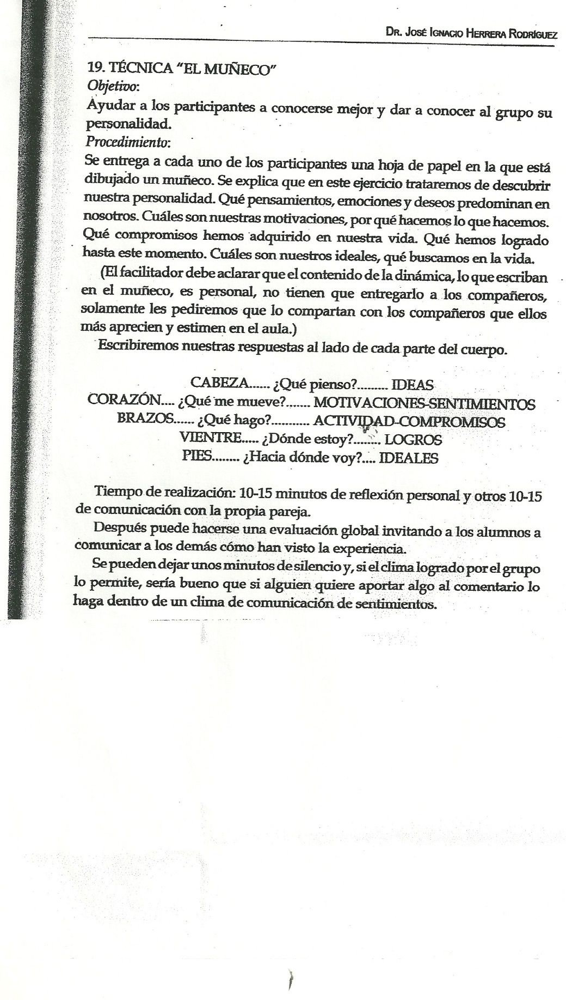 DR. JOSÉ IGNACIO HERRERA RODRÍGUEZ
19. TÉCNICA “EL MUÑECO”
Objetivo:
Ayudar a los participantes a conocerse mejor y dar a conocer al grupo su
personalidad.
Procedimiento:
Se entrega a cada uno de los participantes una hoja de papel en la que está
dibujado un muñeco. Se explica que en este ejercicio trataremos de descubrir
nuestra personalidad. Qué pensamientos, emociones y deseos predominan en
nosotros. Cuáles son nuestras motivaciones, por qué hacemos lo que hacemos.
Qué compromisos hemos adquirido en nuestra vida. Qué hemos logrado
hasta este momento. Cuáles son nuestros ideales, qué buscamos en la vida.
(El facilitador debe aclarar que el contenido de la dinámica, lo que escriban
en el muñeco, es personal, no tienen que entregarlo a los compañeros,
solamente les pediremos que lo compartan con los compañeros que ellos
más aprecien y estimen en el aula.)
Escribiremos nuestras respuestas al lado de cada parte del cuerpo.
CABEZA...... ¿Qué pienso?......... IDEAS
CORAZÓN.... ¿Qué me mueve?....... MOTIVACIONES-SENTIMIENTOS
BRAZOS...... ¿Qué hago?........... ACTIVIDAD-COMPROMISOS
VIENTRE..... ¿Dónde estoy?........ LOGROS
PIES........ ¿Hacia dónde voy?.... IDEALES
Tiempo de realización: 10-15 minutos de reflexión personal y otros 10-15
de comunicación con la propia pareja.
Después puede hacerse una evaluación global invitando a los alumnos a
comunicar a los demás cómo han visto la experiencia.
Se pueden dejar unos minutos de silencio y, si el clima logrado por el grupo
lo permite, sería bueno que si alguien quiere aportar algo al comentario lo
haga dentro de un clima de comunicación de sentimientos.